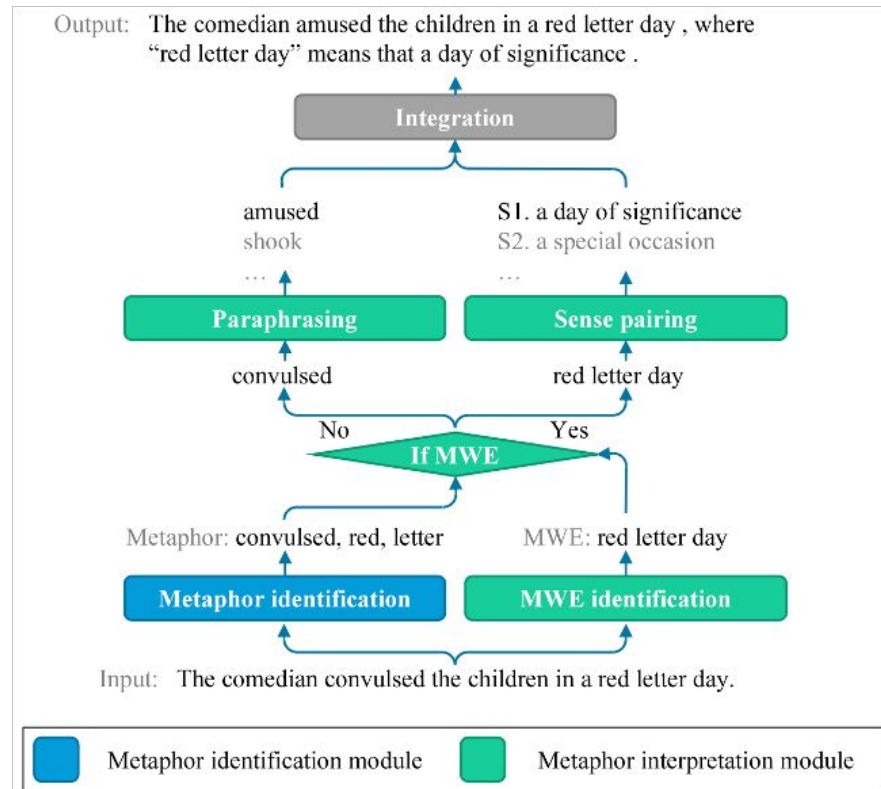 Output: The comedian amused the children in a red letter day , where
“red letter day” means that a day of significance .
Integration
amused
shook
…
S1. a day of significance
S2. a special occasion
…
Paraphrasing
Sense pairing
convulsed
red letter day
No
Yes
If MWE
Metaphor: convulsed, red, letter
MWE: red letter day
Metaphor identification
MWE identification
Input: The comedian convulsed the children in a red letter day.
Metaphor identification module
Metaphor interpretation module